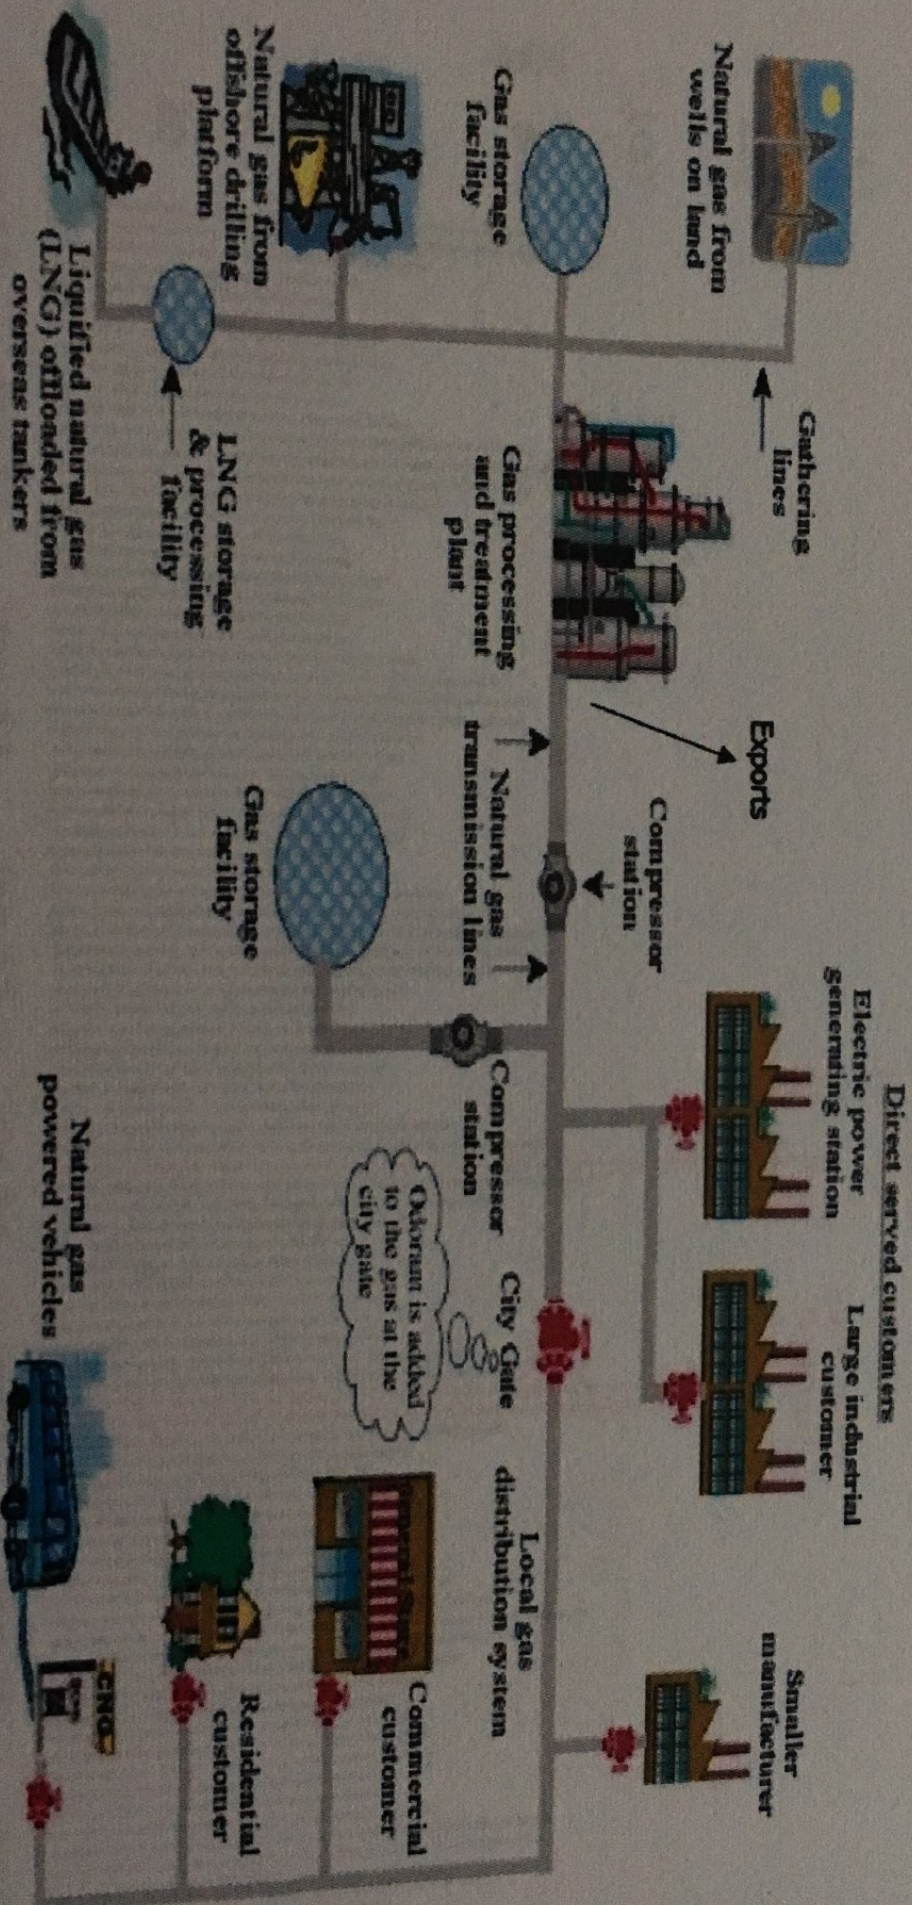 Direct served customers
Electric power
generating station
Large industrial
customer
Smaller
manufacturer
Natural gas from
wells on land
Gathering
lines
Exports
Compressor
station
Gas storage
facility
Gas processing
and treatment
plant
Natural gas
transmission lines
Compressor
station
City Gate
Odorant is added
to the gas at the
city gate
Local gas
distribution system
Natural gas from
offshore drilling
platform
LNG storage
& processing
facility
Gas storage
facility
Commercial
customer
Residential
customer
Liquified natural gas
(LNG) offloaded from
overseas tankers
Natural gas
powered vehicles
CNG